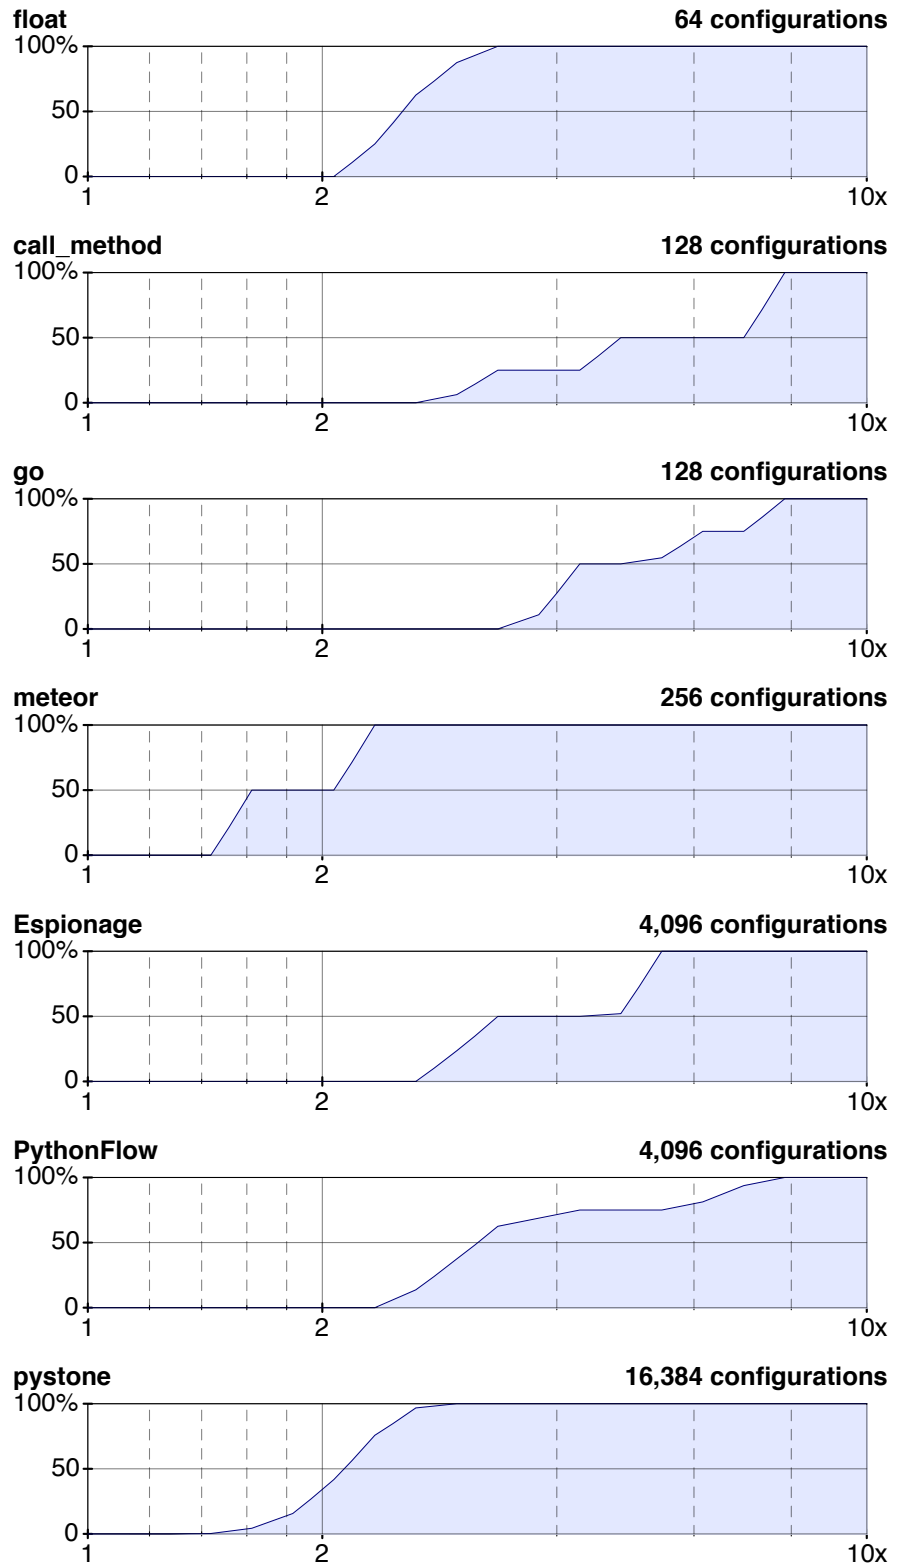 float 64 configurations
100%
50
0
1 2 10x
call_method 128 configurations
100%
50
0
1 2 10x
go 128 configurations
100%
50
0
1 2 10x
meteor 256 configurations
100%
50
0
1 2 10x
Espionage 4,096 configurations
100%
50
0
1 2 10x
PythonFlow 4,096 configurations
100%
50
0
1 2 10x
pystone 16,384 configurations
100%
50
0
1 2 10x